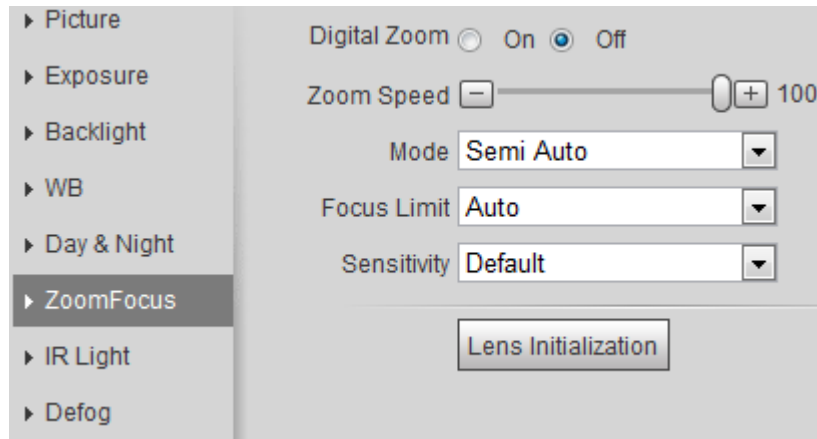 Picture
Exposure
Backlight
WB
Day & Night
ZoomFocus
IR Light
Defog
Digital Zoom On Off
Zoom Speed - + 100
Mode Semi Auto
Focus Limit Auto
Sensitivity Default
Lens Initialization